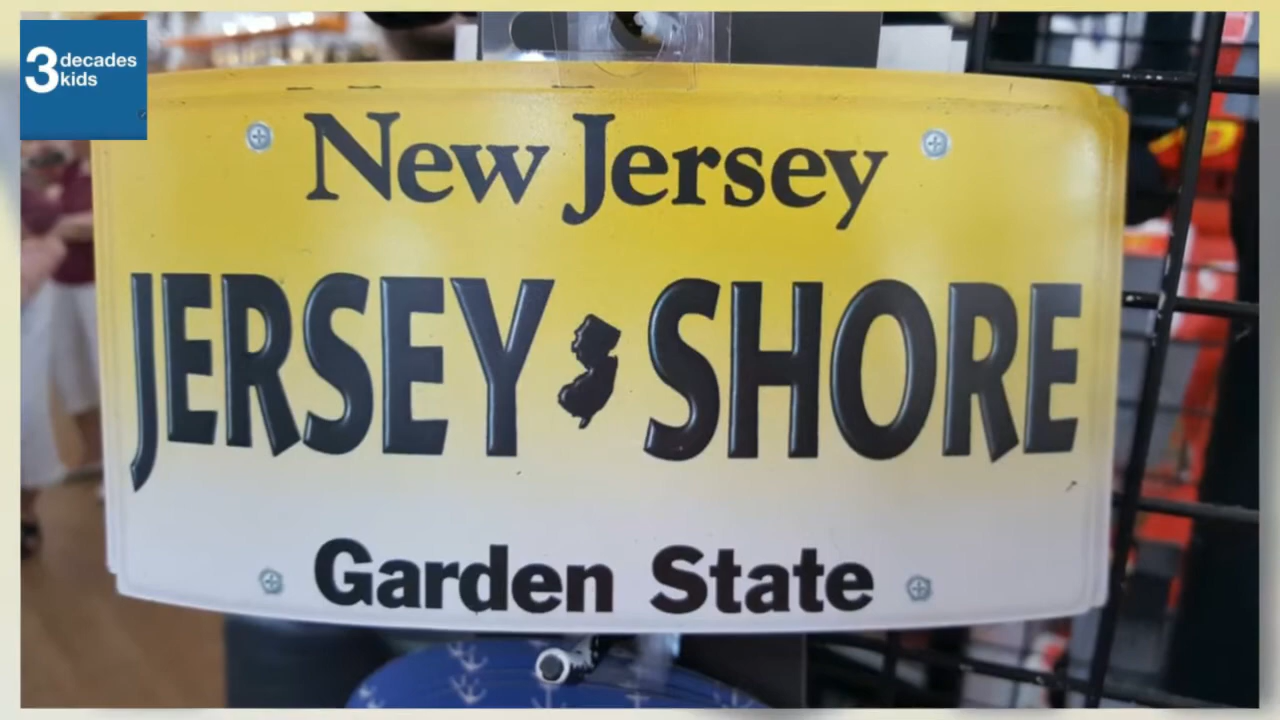 3 decades
kids
New Jersey
JERSEY SHORE
Garden State